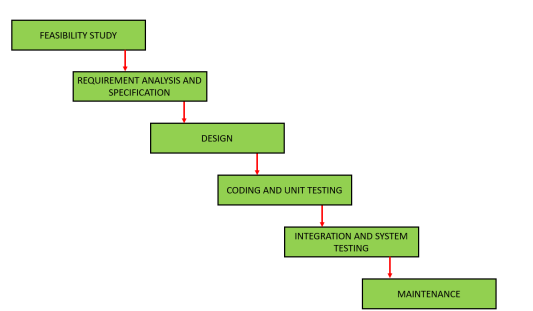 FEASIBILITY STUDY
REQUIREMENT ANALYSIS AND
SPECIFICATION
DESIGN
CODING AND UNIT TESTING
INTEGRATION AND SYSTEM
TESTING
MAINTENANCE